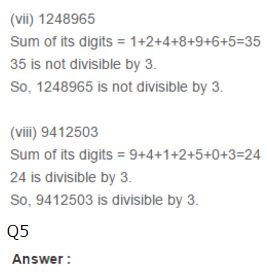 (vii) 1248965
Sum of its digits = 1+2+4+8+9+6+5=35
35 is not divisible by 3.
So, 1248965 is not divisible by 3.
(viii) 9412503
Sum of its digits = 9+4+1+2+5+0+3=24
24 is divisible by 3.
So, 9412503 is divisible by 3.
Q5
Answer :